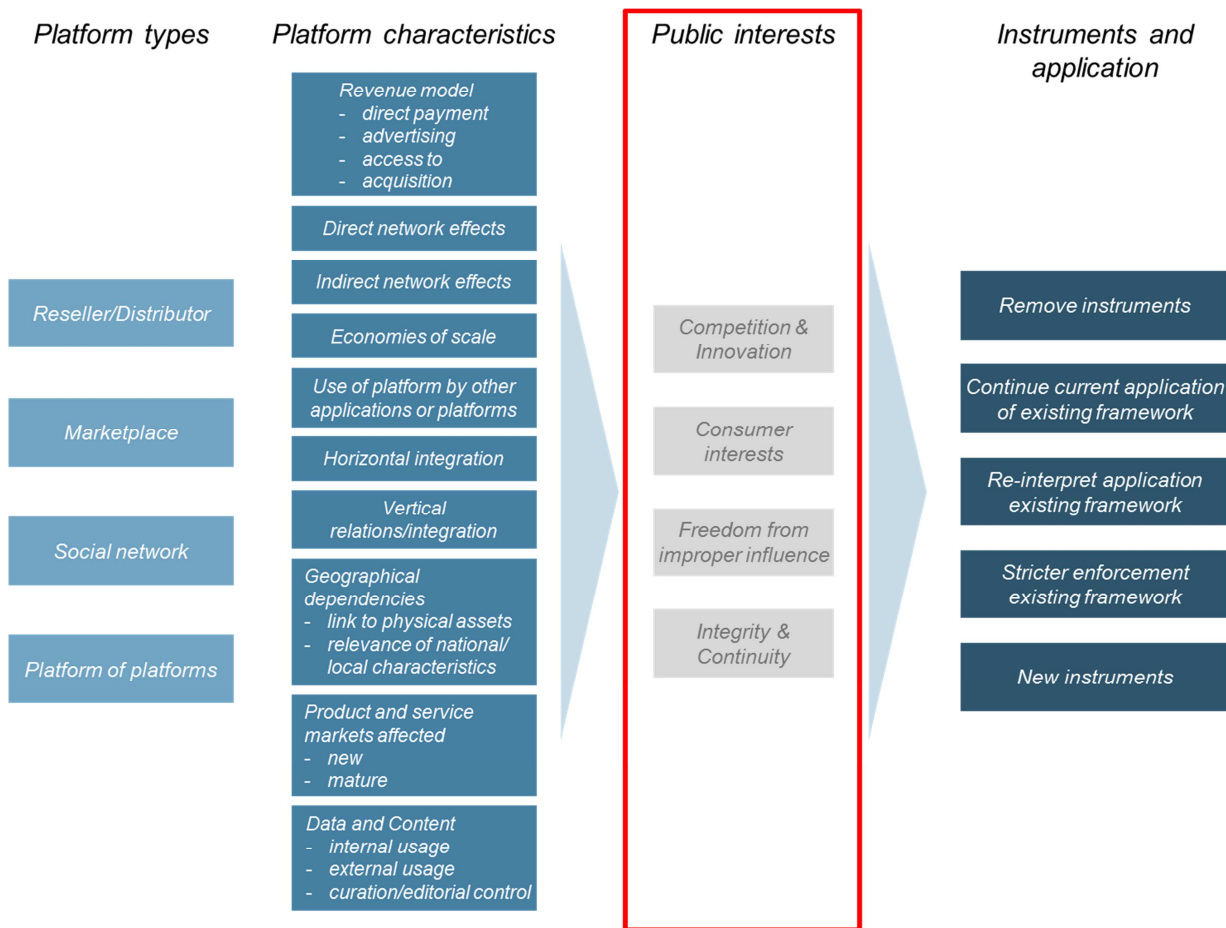 Platform types
Platform characteristics
Public interests
Instruments and
application
Reseller/Distributor
Marketplace
Social network
Platform of platforms
Revenue model
- direct payment
- advertising
- access to
- acquisition
Direct network effects
Indirect network effects
Economies of scale
Use of platform by other
applications or platforms
Horizontal integration
Vertical
relations/integration
Geographical
dependencies
- link to physical assets
- relevance of national/
local characteristics
Product and service
markets affected
- new
- mature
Data and Content
- internal usage
- external usage
- curation/editorial control
Competition &
Innovation
Consumer
interests
Freedom from
improper influence
Integrity &
Continuity
Remove instruments
Continue current application
of existing framework
Re-interpret application
existing framework
Stricter enforcement
existing framework
New instruments